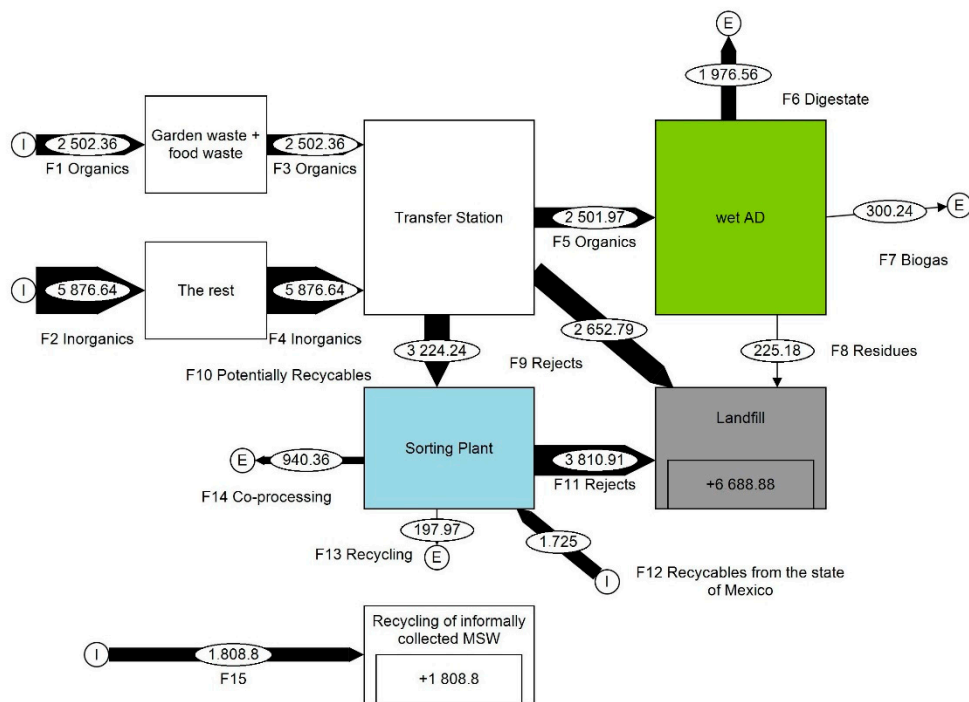 E
1 976.56
F6 Digestate
I
2 502.36
F1 Organics
Garden waste +
food waste
2 502.36
F3 Organics
Transfer Station
2 501.97
F5 Organics
wet AD
300.24
E
F7 Biogas
I
5 876.64
F2 Inorganics
The rest
5 876.64
F4 Inorganics
2 652.79
F9 Rejects
225.18
F8 Residues
3 224.24
F10 Potentially Recycables
Sorting Plant
Landfill
+6 688.88
E
940.36
F14 Co-processing
3 810.91
F11 Rejects
197.97
F13 Recycling
E
1.725
I
F12 Recycables from the state
of Mexico
I
1.808.8
F15
Recycling of informally
collected MSW
+1 808.8